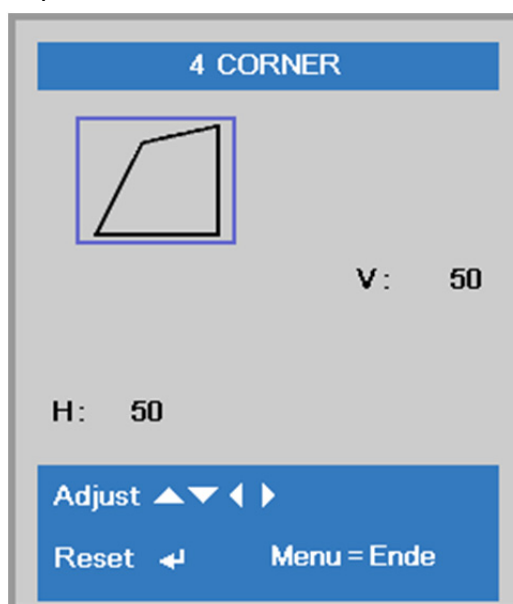 4 CORNER
V: 50
H: 50
Adjust ▲▼◀▶
Reset ↵ Menu = Ende